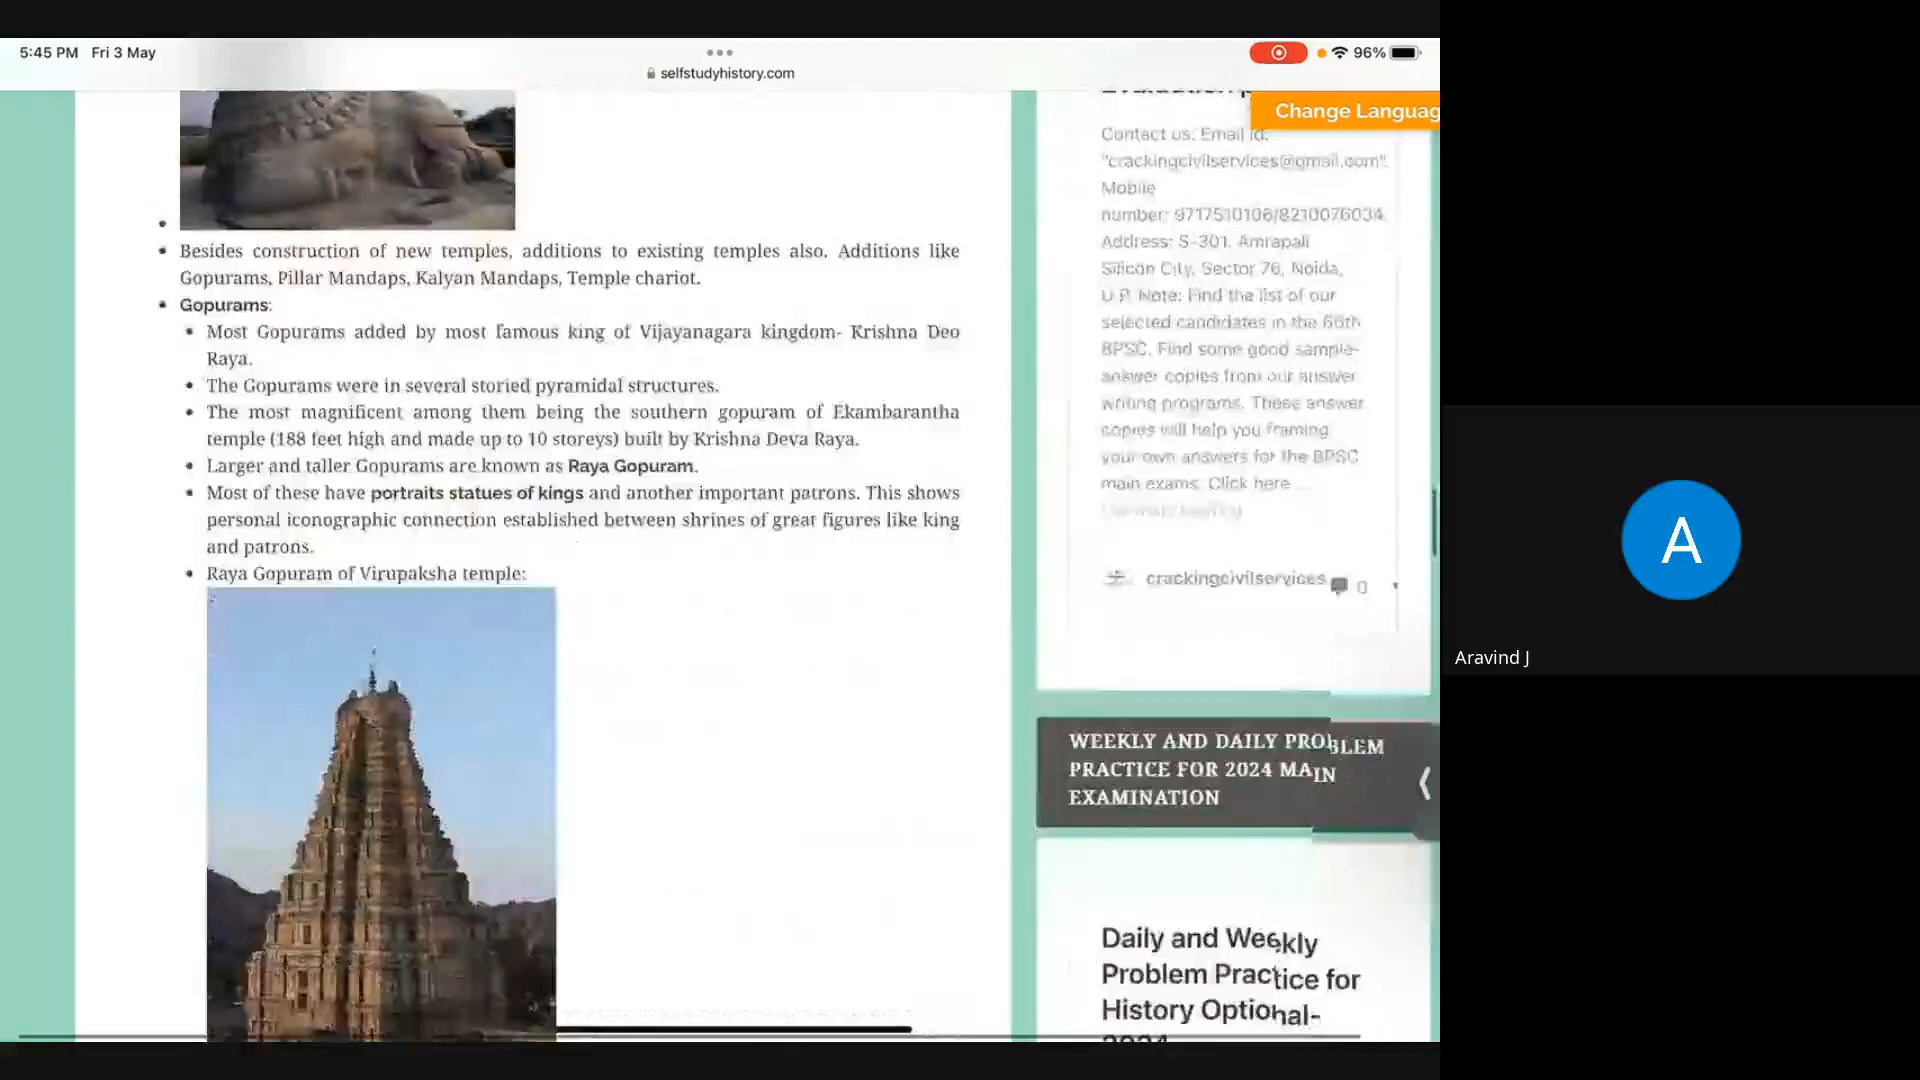 5:45 PM Fri 3 May
96%
selfstudyhistory.com
Change Languag
Besides construction of new temples, additions to existing temples also. Additions like
Gopurams, Pillar Mandaps, Kalyan Mandaps, Temple chariot.
Gopurams:
Most Gopurams added by most famous king of Vijayanagara kingdom- Krishna Deo
Raya.
The Gopurams were in several storied pyramidal structures.
The most magnificent among them being the southern gopuram of Ekambarantha
temple (188 feet high and made up to 10 storeys) built by Krishna Deva Raya.
Larger and taller Gopurams are known as Raya Gopuram.
Most of these have portraits statues of kings and another important patrons. This shows
personal iconographic connection established between shrines of great figures like king
and patrons.
Raya Gopuram of Virupaksha temple:
Contact us. Email id:
"crackingcivilservices@gmail.com".
Mobile
number: 9717510106/8210076034.
Address: S-301, Amrapali
Silicon City, Sector 76, Noida,
U.P. Note: Find the list of our
selected candidates in the 66th
BPSC. Find some good sample-
answer copies from our answer
writing programs. These answer
copies will help you framing
your own answers for the BPSC
main exams. Click here ...
crackingcivilservices
0
WEEKLY AND DAILY PROBLEM
PRACTICE FOR 2024 MAIN
EXAMINATION
Daily and Weekly
Problem Practice for
History Optional-
2024
A
Aravind J